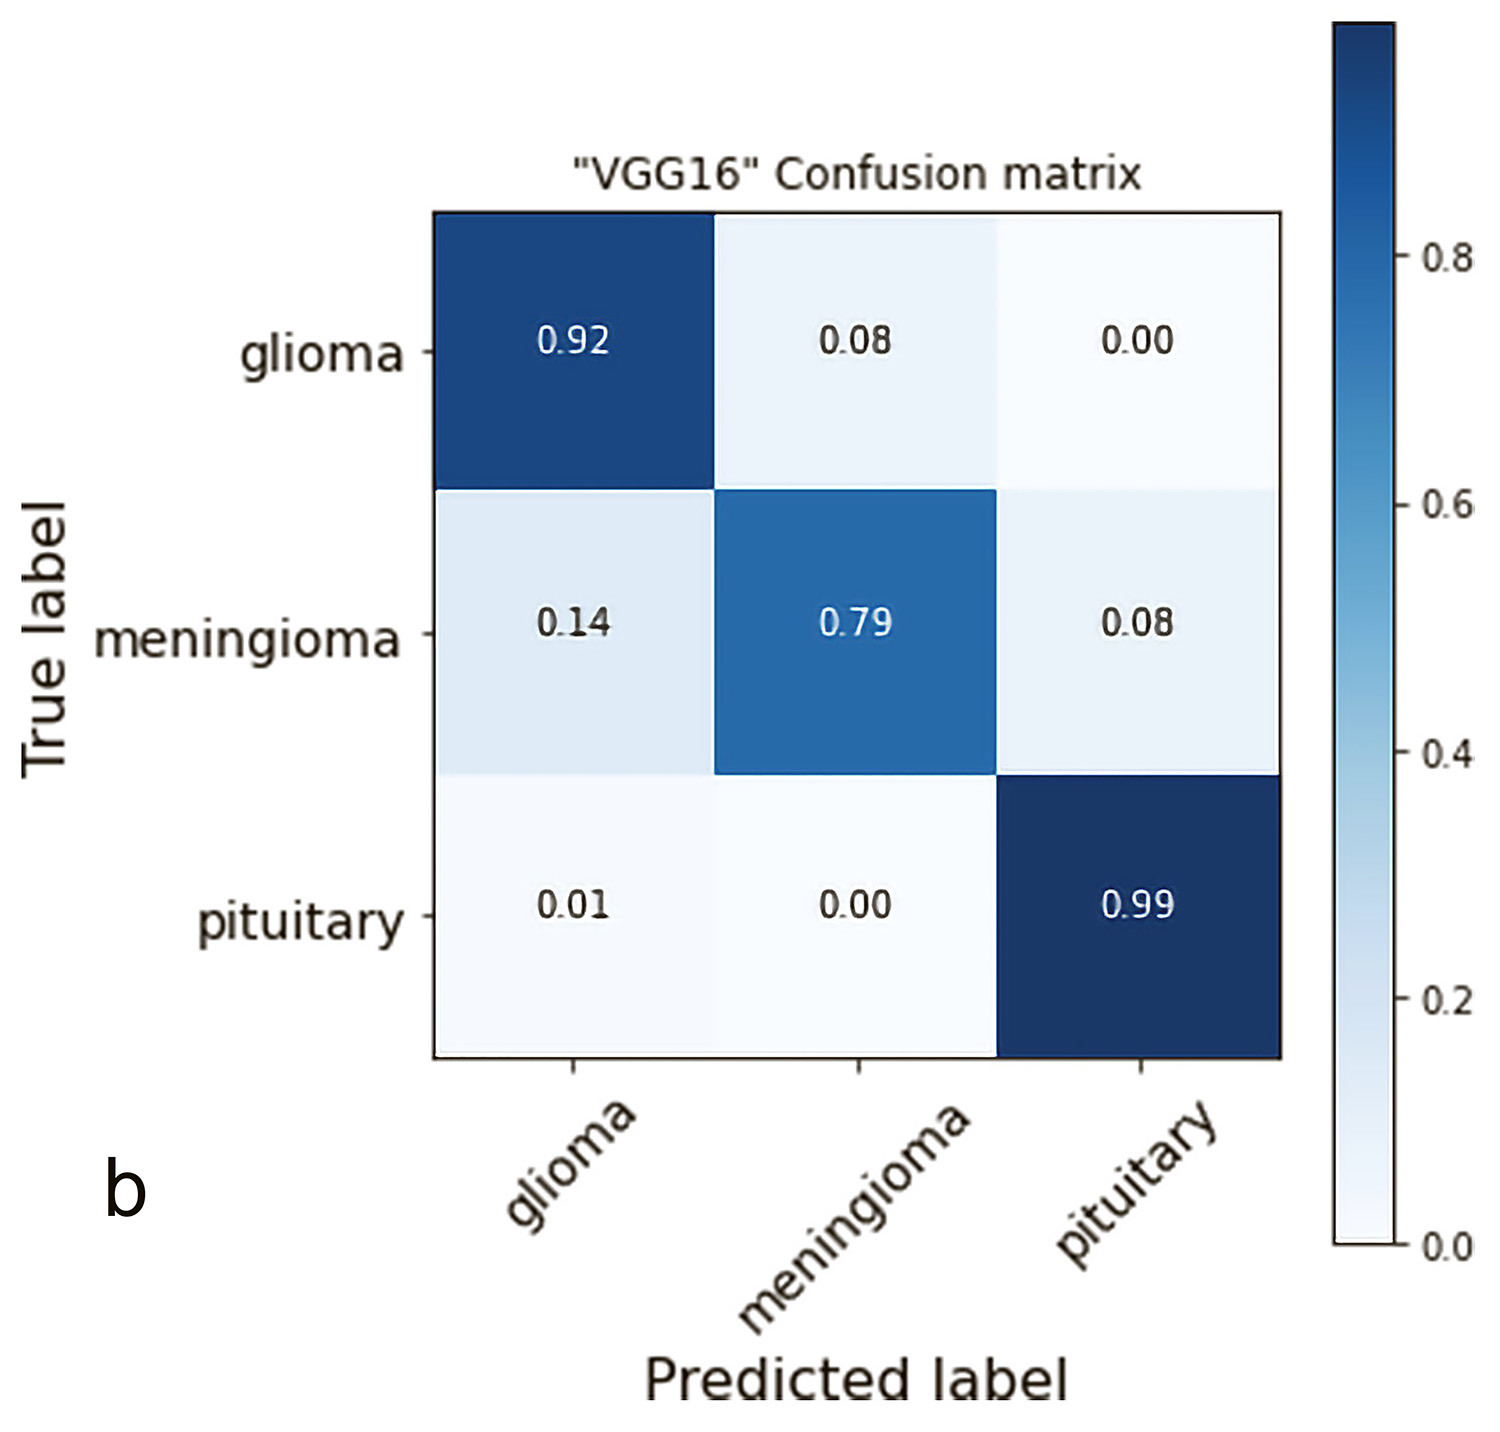 "VGG16" Confusion matrix
0.8
0.6
0.4
0.2
0.0
True label
glioma 0.92 0.08 0.00
meningioma 0.14 0.79 0.08
pituitary 0.01 0.00 0.99
glioma meningioma pituitary
b
Predicted label